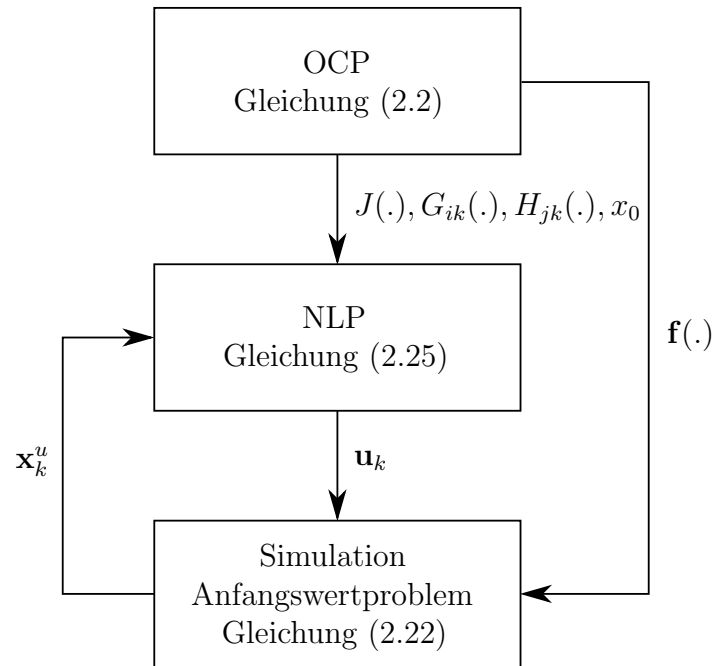 OCP
Gleichung (2.2)
J(.), G_{ik}(.), H_{jk}(.), x_0
NLP
Gleichung (2.25)
f(.)
x_k^u
u_k
Simulation
Anfangswertproblem
Gleichung (2.22)